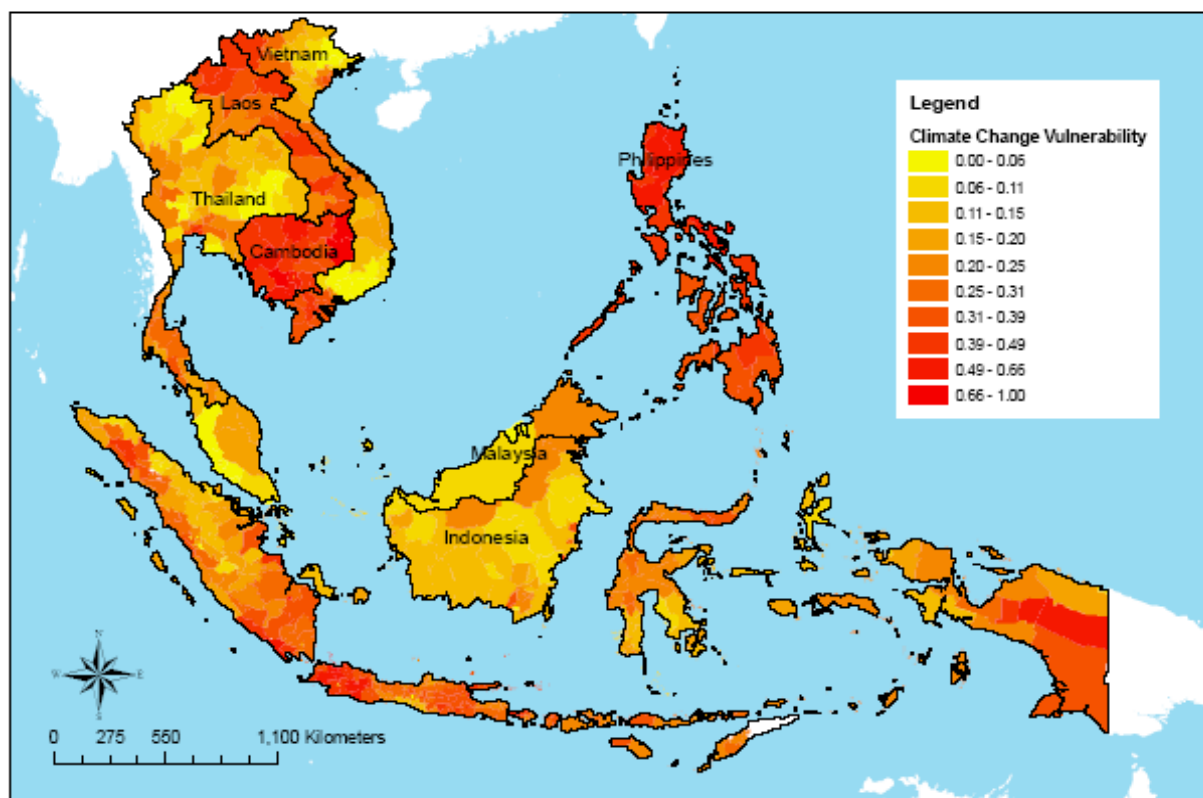 Vietnam
Laos
Thailand
Cambodia
Philippines
Malaysia
Indonesia
Legend
Climate Change Vulnerability
0.00 - 0.06
0.06 - 0.11
0.11 - 0.15
0.15 - 0.20
0.20 - 0.25
0.25 - 0.31
0.31 - 0.39
0.39 - 0.49
0.49 - 0.66
0.66 - 1.00
N
W E
S
0 275 550 1,100 Kilometers